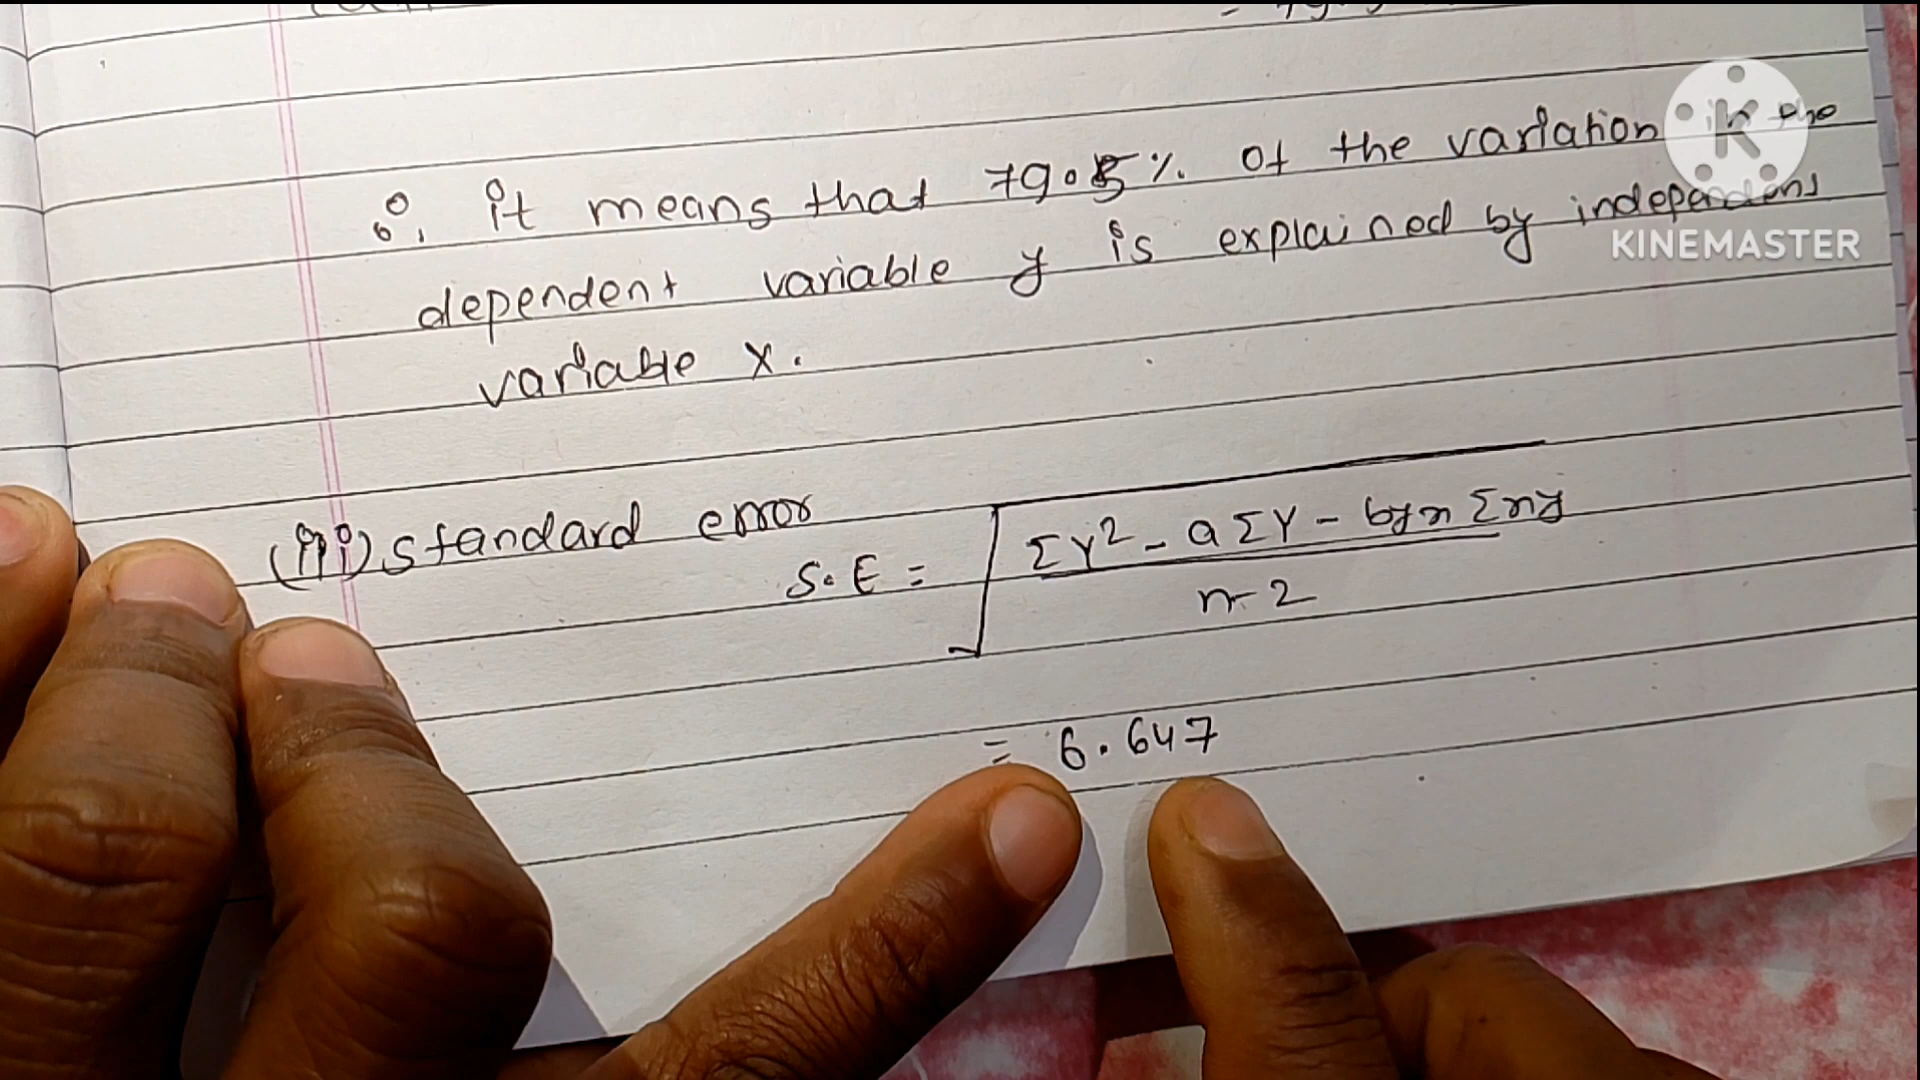 ∴ it means that 79.5% of the variation in the
dependent variable y is explained by independent
variable x.
KINEMASTER
(iii) standard error
S.E = √((ΣY² - aΣY - byx Σxy)/(n-2))
= 6.647